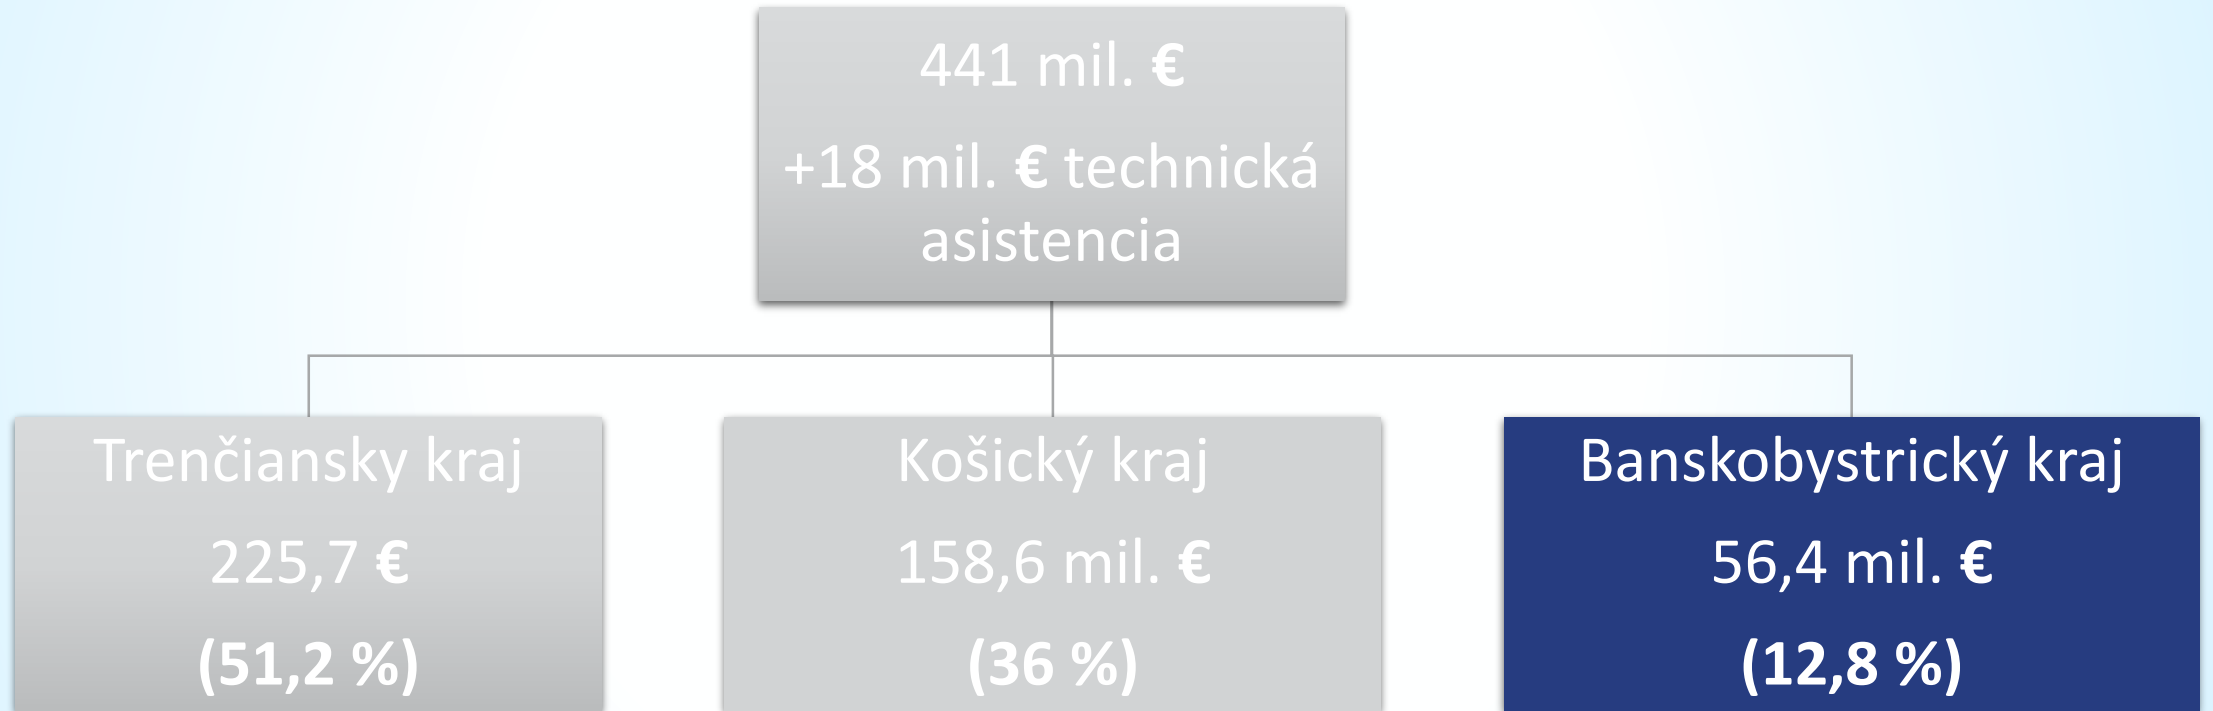 441 mil. €
+18 mil. € technická
asistencia
Trenčiansky kraj
225,7 €
(51,2 %)
Košický kraj
158,6 mil. €
(36 %)
Banskobystrický kraj
56,4 mil. €
(12,8 %)